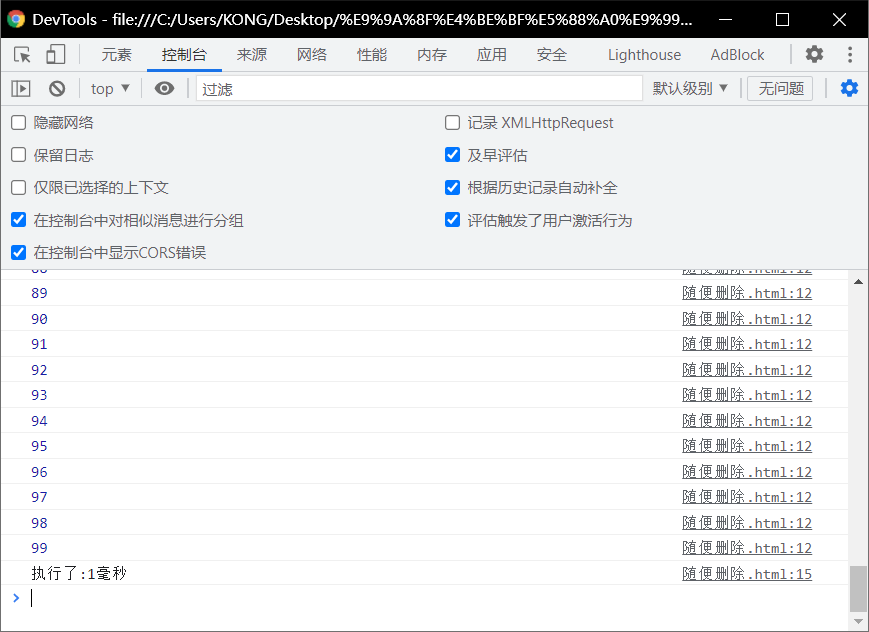 DevTools - file:///C:/Users/KONG/Desktop/%E9%9A%8F%E4%BE%BF%E5%88%A0%E9%99...
元素 控制台 来源 网络 性能 内存 应用 安全 Lighthouse AdBlock
top 过滤 默认级别 无问题
隐藏网络 记录 XMLHttpRequest
保留日志 及早评估
仅限已选择的上下文 根据历史记录自动补全
在控制台中对相似消息进行分组 评估触发了用户激活行为
在控制台中显示CORS错误
89 随便删除.html:12
90 随便删除.html:12
91 随便删除.html:12
92 随便删除.html:12
93 随便删除.html:12
94 随便删除.html:12
95 随便删除.html:12
96 随便删除.html:12
97 随便删除.html:12
98 随便删除.html:12
99 随便删除.html:12
执行了:1毫秒 随便删除.html:15